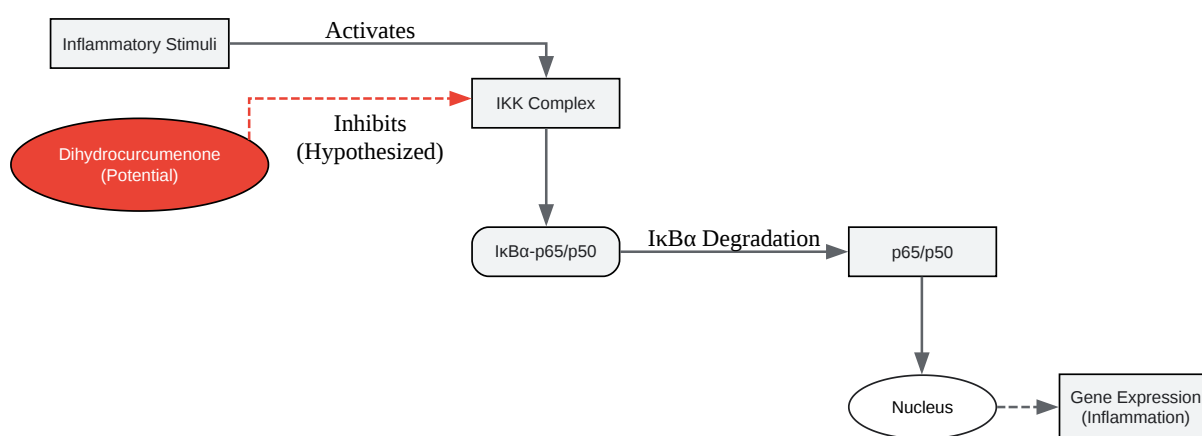 Activates
Inflammatory Stimuli
IKK Complex
Inhibits
(Hypothesized)
Dihydrocurcumenone
(Potential)
IκBα-p65/p50
IκBα Degradation
p65/p50
Nucleus
Gene Expression
(Inflammation)